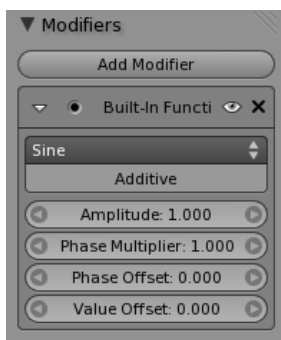 Modifiers
Add Modifier
Built-In Functi
Sine
Additive
Amplitude: 1.000
Phase Multiplier: 1.000
Phase Offset: 0.000
Value Offset: 0.000